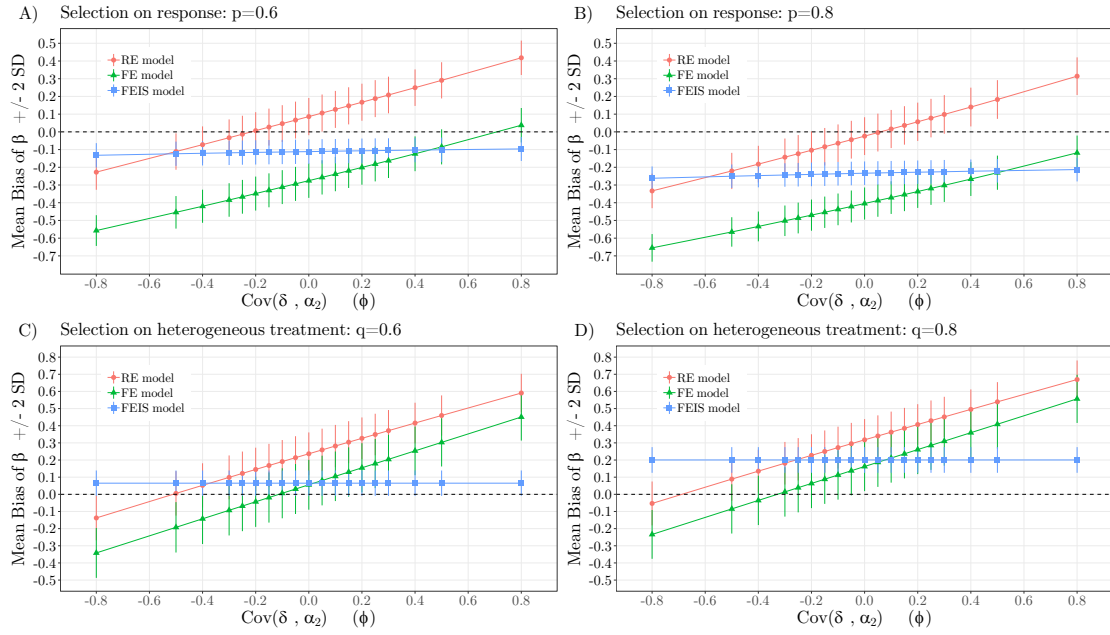 A) Selection on response: p=0.6
Mean Bias of β +/- 2 SD
0.5
0.4
0.3
0.2
0.1
0.0
-0.1
-0.2
-0.3
-0.4
-0.5
-0.6
-0.7
RE model
FE model
FEIS model
-0.8 -0.6 -0.4 -0.2 0.0 0.2 0.4 0.6 0.8
Cov(δ , α₂) (ϕ)
B) Selection on response: p=0.8
Mean Bias of β +/- 2 SD
0.5
0.4
0.3
0.2
0.1
0.0
-0.1
-0.2
-0.3
-0.4
-0.5
-0.6
-0.7
RE model
FE model
FEIS model
-0.8 -0.6 -0.4 -0.2 0.0 0.2 0.4 0.6 0.8
Cov(δ , α₂) (ϕ)
C) Selection on heterogeneous treatment: q=0.6
Mean Bias of β +/- 2 SD
0.8
0.7
0.6
0.5
0.4
0.3
0.2
0.1
0.0
-0.1
-0.2
-0.3
-0.4
-0.5
RE model
FE model
FEIS model
-0.8 -0.6 -0.4 -0.2 0.0 0.2 0.4 0.6 0.8
Cov(δ , α₂) (ϕ)
D) Selection on heterogeneous treatment: q=0.8
Mean Bias of β +/- 2 SD
0.8
0.7
0.6
0.5
0.4
0.3
0.2
0.1
0.0
-0.1
-0.2
-0.3
-0.4
-0.5
RE model
FE model
FEIS model
-0.8 -0.6 -0.4 -0.2 0.0 0.2 0.4 0.6 0.8
Cov(δ , α₂) (ϕ)